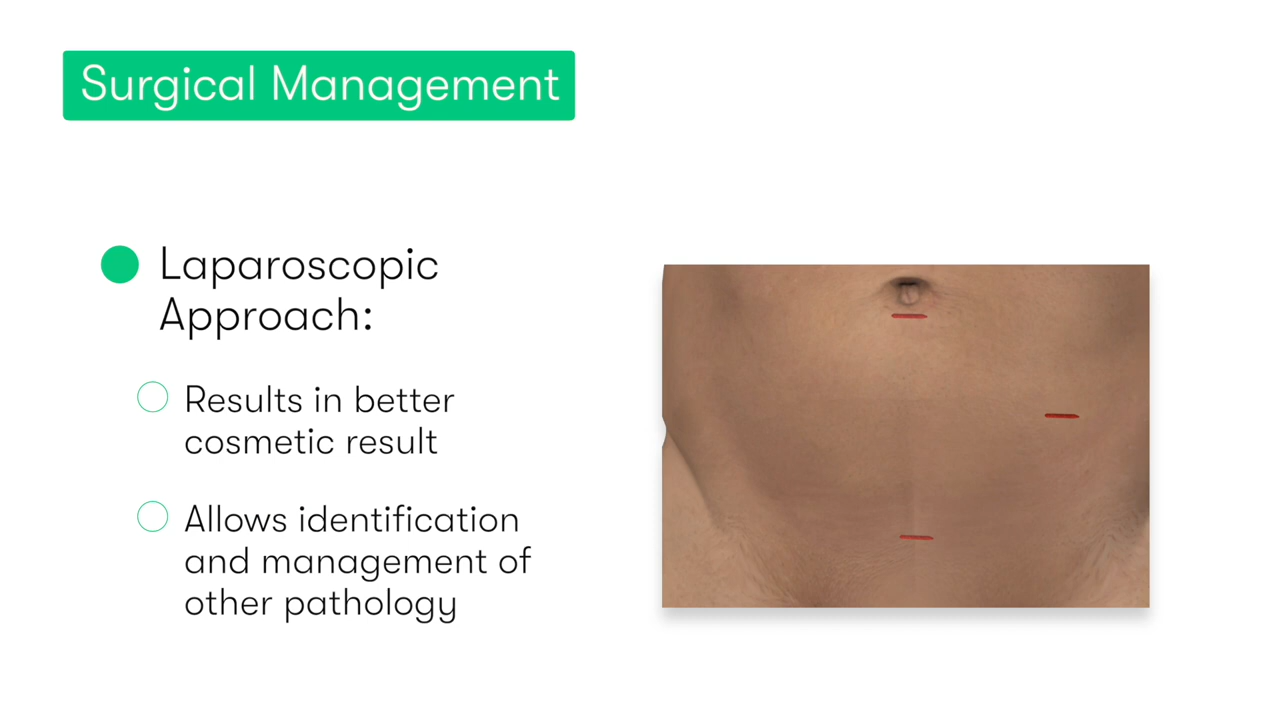 Surgical Management
Laparoscopic
Approach:
Results in better
cosmetic result
Allows identification
and management of
other pathology